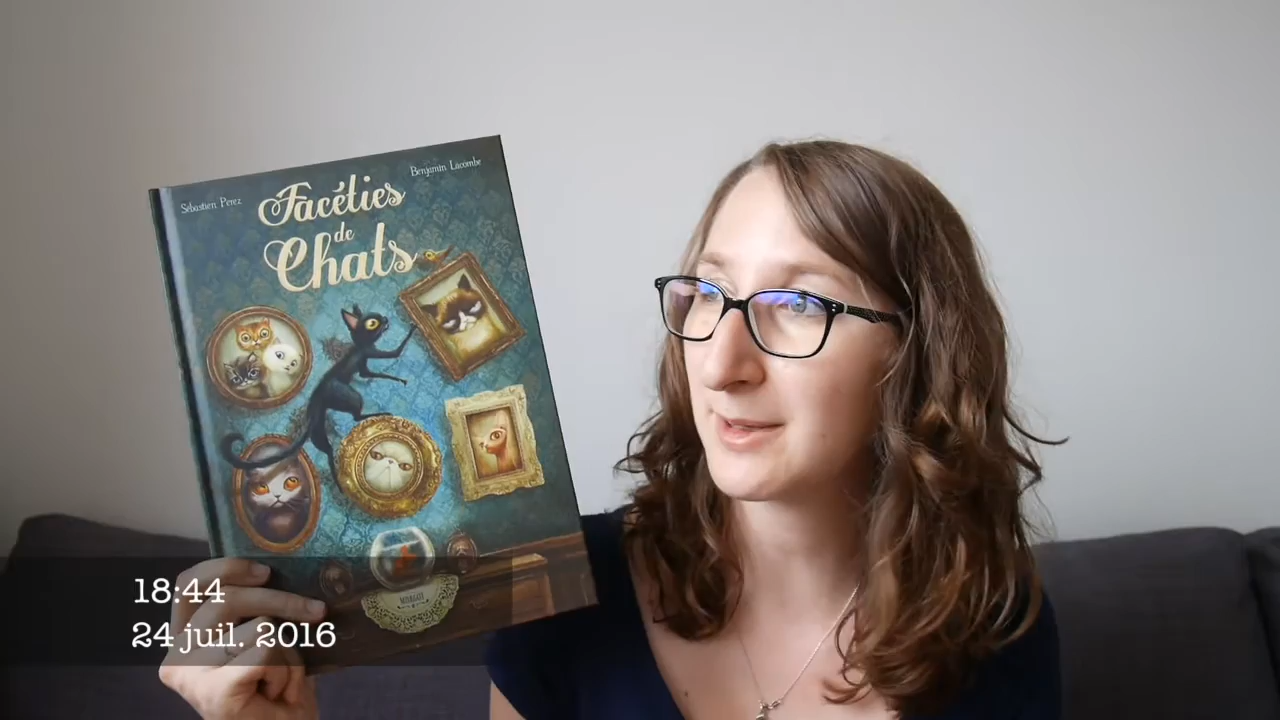 Sébastien Perez
Benjamin Lacombe
Facéties
de
Chats
18:44
24 juil. 2016